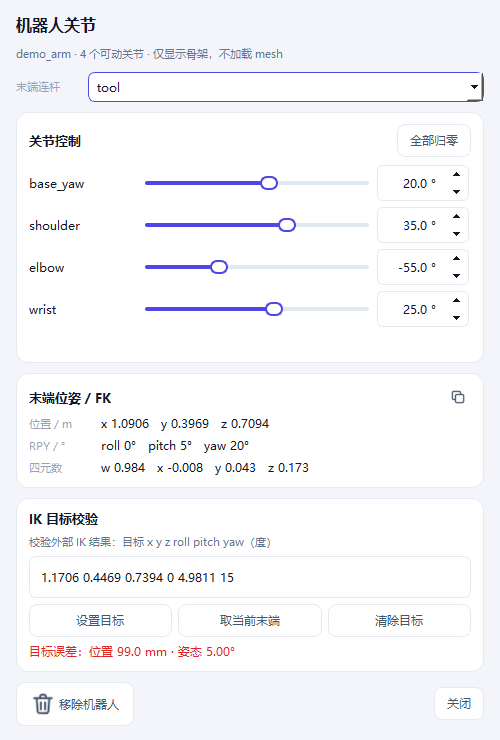 机器人关节
demo_arm · 4 个可动关节 · 仅显示骨架，不加载 mesh
末端连杆 tool
关节控制 全部归零
base_yaw 20.0 °
shoulder 35.0 °
elbow -55.0 °
wrist 25.0 °
末端位姿 / FK
位置 / m x 1.0906 y 0.3969 z 0.7094
RPY / ° roll 0° pitch 5° yaw 20°
四元数 w 0.984 x -0.008 y 0.043 z 0.173
IK 目标校验
校验外部 IK 结果：目标 x y z roll pitch yaw（度）
1.1706 0.4469 0.7394 0 4.9811 15
设置目标 取当前末端 清除目标
目标误差：位置 99.0 mm · 姿态 5.00°
移除机器人 关闭